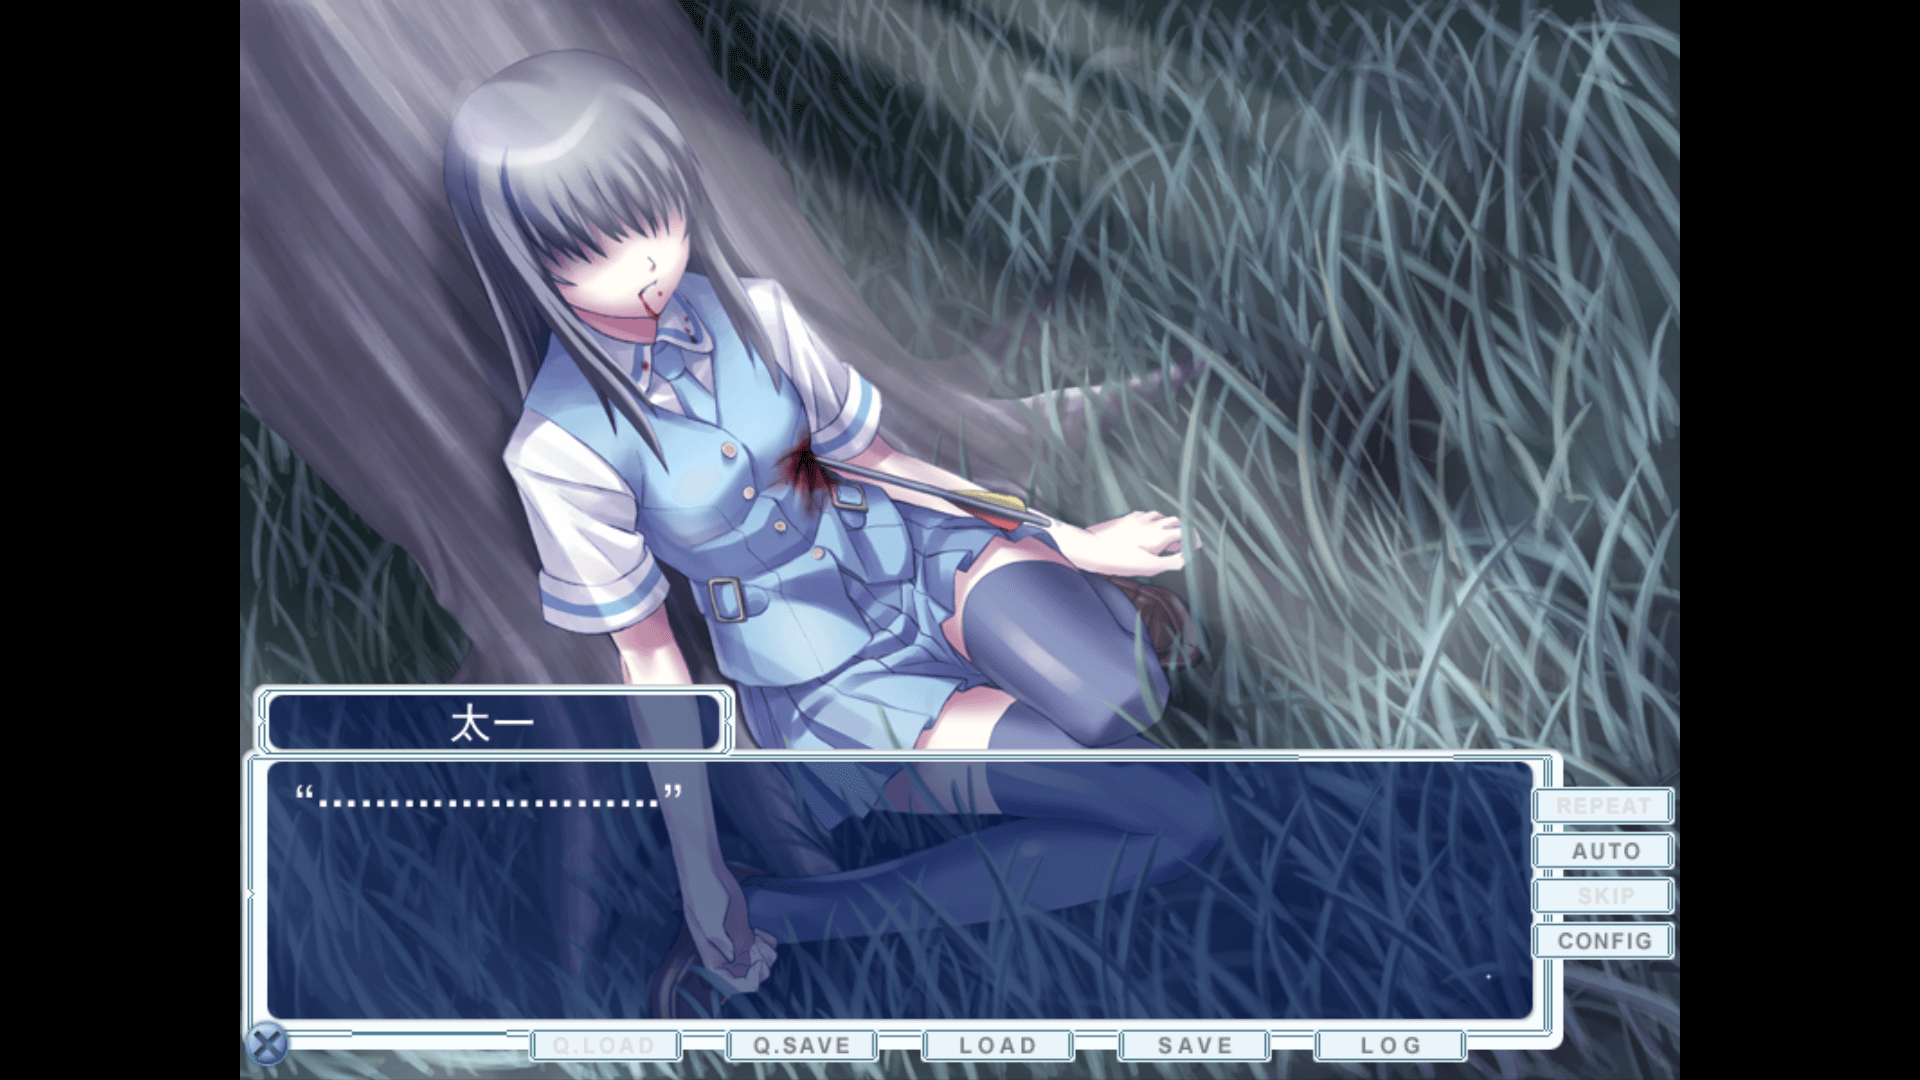 太一
“........................”
REPEAT
AUTO
SKIP
CONFIG
Q.LOAD
Q.SAVE
LOAD
SAVE
LOG